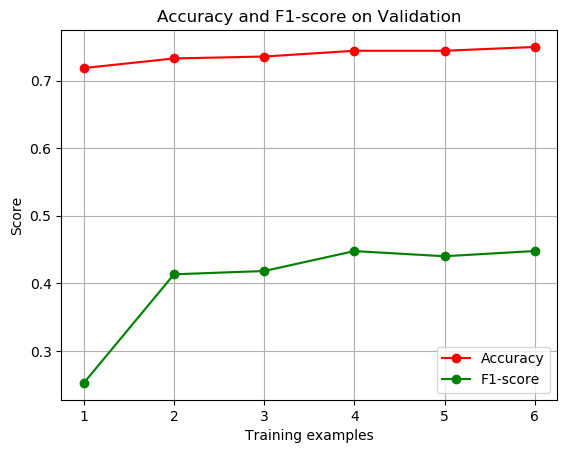 Accuracy and F1-score on Validation
Score
0.7
0.6
0.5
0.4
0.3
Accuracy
F1-score
1 2 3 4 5 6
Training examples